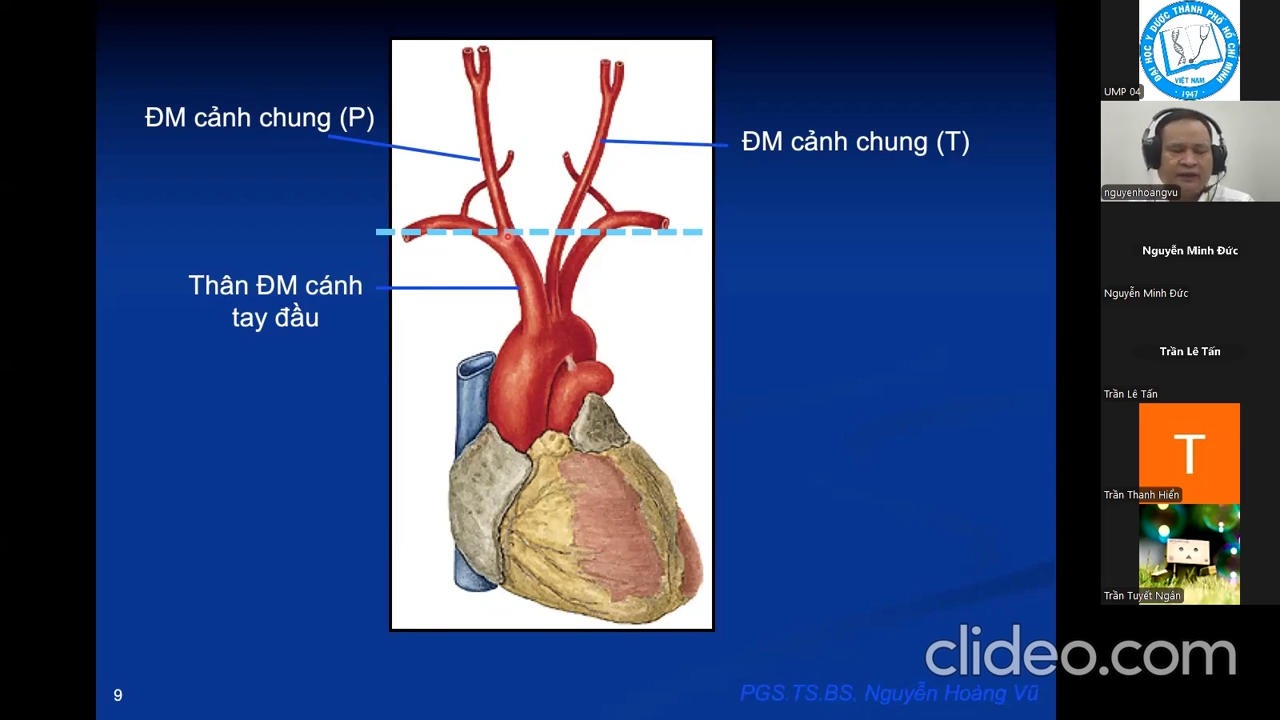 ĐM cảnh chung (P)
ĐM cảnh chung (T)
Thân ĐM cánh
tay đầu
9
PGS.TS.BS. Nguyễn Hoàng Vũ
clideo.com
ĐẠI HỌC Y DƯỢC THÀNH PHỐ HỒ CHÍ MINH
VIỆT NAM
1947
UMP 04
nguyenhoangvu
Nguyễn Minh Đức
Nguyễn Minh Đức
Trần Lê Tấn
Trần Lê Tấn
T
Trần Thanh Hiển
Trần Tuyết Ngân